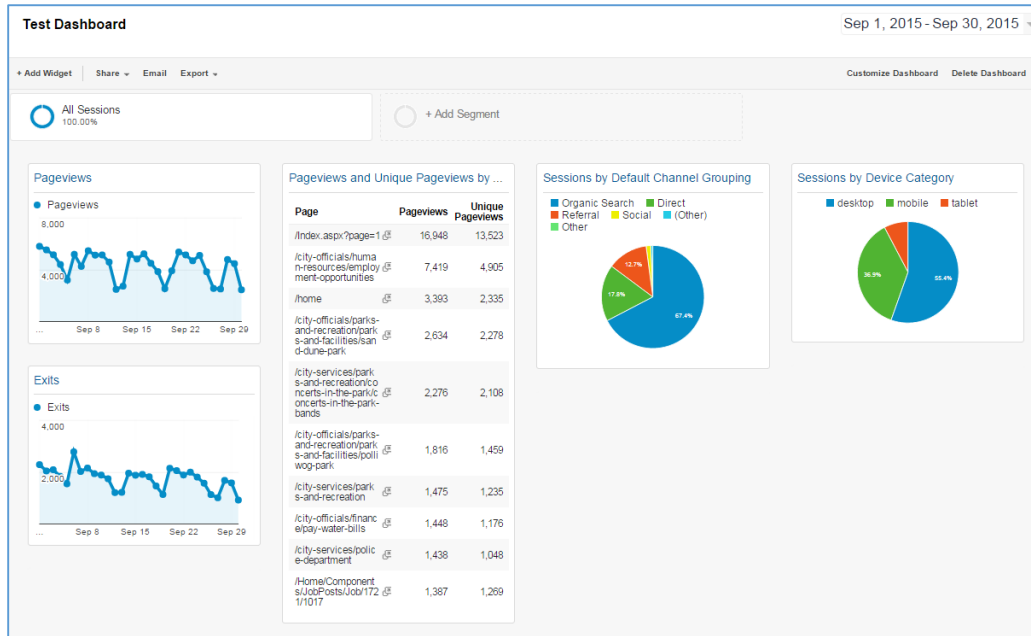 Test Dashboard
Sep 1, 2015 - Sep 30, 2015
+ Add Widget
Share
Email
Export
Customize Dashboard
Delete Dashboard
All Sessions
100.00%
+ Add Segment
Pageviews
Pageviews
8,000
4,000
...
Sep 8
Sep 15
Sep 22
Sep 29
Exits
Exits
4,000
2,000
...
Sep 8
Sep 15
Sep 22
Sep 29
Pageviews and Unique Pageviews by ...
Page Pageviews Unique
Pageviews
/Index.aspx?page=1 16,948 13,523
/city-officials/huma
n-resources/employ 7,419 4,905
ment-opportunities
/home 3,393 2,335
/city-officials/parks-
and-recreation/park
s-and-facilities/san 2,634 2,278
d-dune-park
/city-services/park
s-and-recreation/co
ncerts-in-the-park/c 2,276 2,108
oncerts-in-the-park-
bands
/city-officials/parks-
and-recreation/park
s-and-facilities/polli 1,816 1,459
wog-park
/city-services/park
s-and-recreation 1,475 1,235
/city-officials/financ
e/pay-water-bills 1,448 1,176
/city-services/polic
e-department 1,438 1,048
/Home/Component
s/JobPosts/Job/172 1,387 1,269
1/1017
Sessions by Default Channel Grouping
Organic Search Direct
Referral Social (Other)
Other
12.7%
17.8%
67.4%
Sessions by Device Category
desktop mobile tablet
36.9%
55.4%